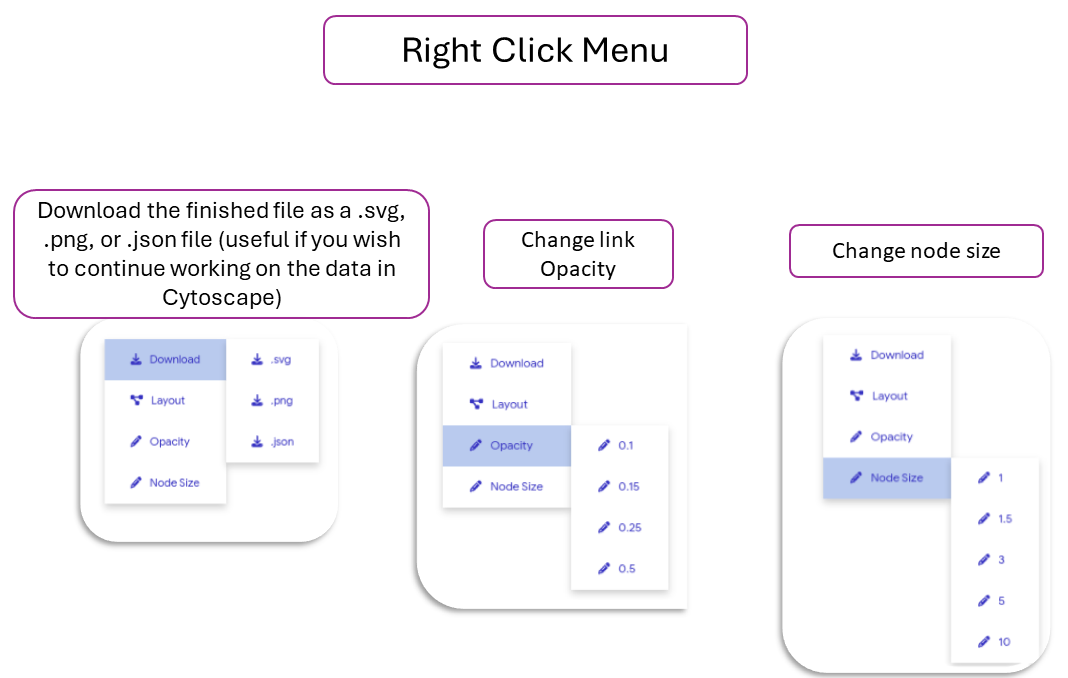 Right Click Menu
Download the finished file as a .svg,
.png, or .json file (useful if you wish
to continue working on the data in
Cytoscape)
Download
.svg
Layout
.png
Opacity
.json
Node Size
Change link
Opacity
Download
Layout
Opacity
0.1
Node Size
0.15
0.25
0.5
Change node size
Download
Layout
Opacity
Node Size
1
1.5
3
5
10